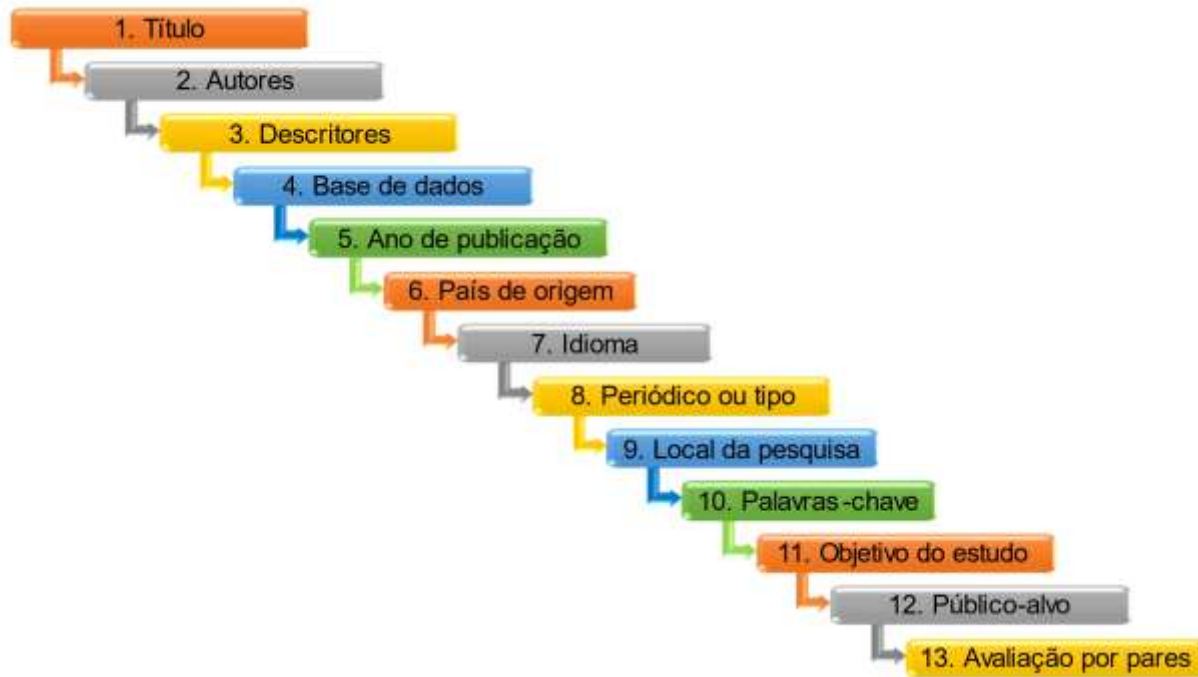 1. Título
2. Autores
3. Descritores
4. Base de dados
5. Ano de publicação
6. País de origem
7. Idioma
8. Periódico ou tipo
9. Local da pesquisa
10. Palavras-chave
11. Objetivo do estudo
12. Público-alvo
13. Avaliação por pares